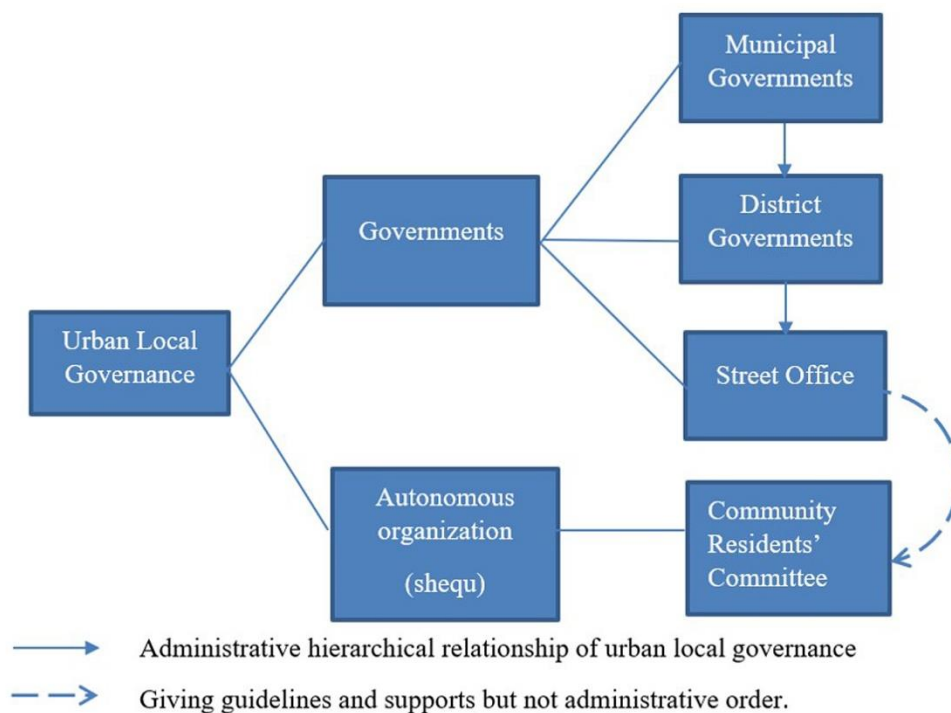 Municipal
Governments
Governments
District
Governments
Urban Local
Governance
Street Office
Autonomous
organization
(shequ)
Community
Residents’
Committee
Administrative hierarchical relationship of urban local governance
Giving guidelines and supports but not administrative order.